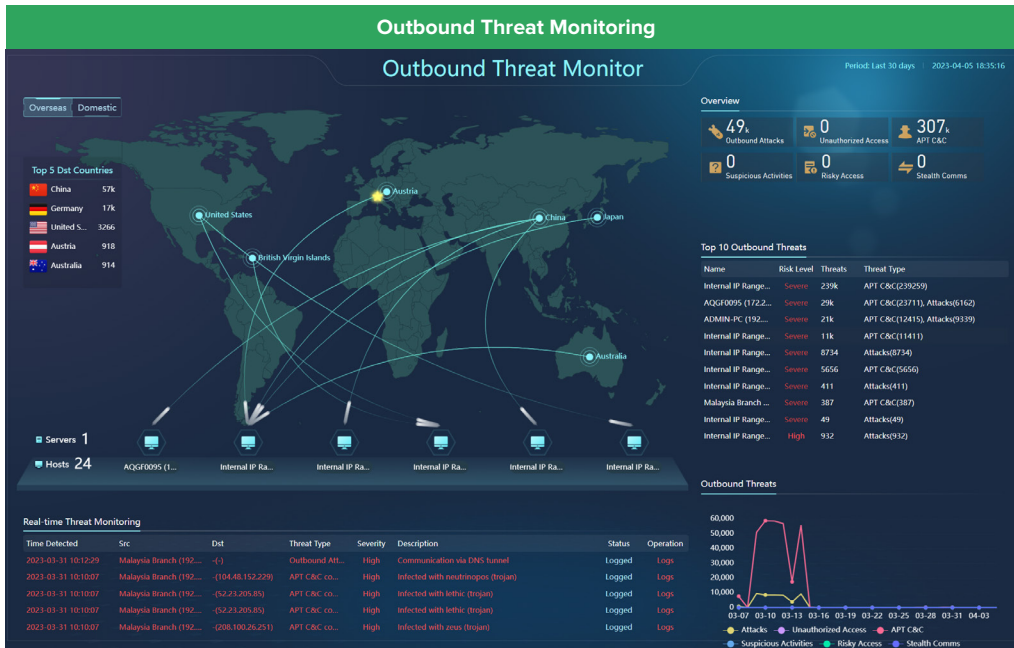 Outbound Threat Monitoring
Outbound Threat Monitor
Period: Last 30 days | 2023-04-05 18:35:16
Overseas Domestic
Top 5 Dst Countries
China 57k
Germany 17k
United S... 3266
Austria 918
Australia 914
United States
British Virgin Islands
Austria
China
Japan
Australia
Servers 1
Hosts 24
AQGF0095 (1...
Internal IP Ra...
Internal IP Ra...
Internal IP Ra...
Internal IP Ra...
Internal IP Ra...
Overview
49k Outbound Attacks
0 Unauthorized Access
307k APT C&C
0 Suspicious Activities
0 Risky Access
0 Stealth Comms
Top 10 Outbound Threats
Name Risk Level Threats Threat Type
Internal IP Range... Severe 239k APT C&C(239259)
AQGF0095 (172.2... Severe 29k APT C&C(23711), Attacks(6162)
ADMIN-PC (192.... Severe 21k APT C&C(12415), Attacks(9339)
Internal IP Range... Severe 11k APT C&C(11411)
Internal IP Range... Severe 8734 Attacks(8734)
Internal IP Range... Severe 5656 APT C&C(5656)
Internal IP Range... Severe 411 Attacks(411)
Malaysia Branch ... Severe 387 APT C&C(387)
Internal IP Range... Severe 49 Attacks(49)
Internal IP Range... High 932 Attacks(932)
Real-time Threat Monitoring
Time Detected Src Dst Threat Type Severity Description Status Operation
2023-03-31 10:12:29 Malaysia Branch (192.... -(-) Outbound Att... High Communication via DNS tunnel Logged Logs
2023-03-31 10:10:07 Malaysia Branch (192.... -(104.48.152.229) APT C&C co... High Infected with neutrinopos (trojan) Logged Logs
2023-03-31 10:10:07 Malaysia Branch (192.... -(52.23.205.85) APT C&C co... High Infected with lethic (trojan) Logged Logs
2023-03-31 10:10:07 Malaysia Branch (192.... -(52.23.205.85) APT C&C co... High Infected with lethic (trojan) Logged Logs
2023-03-31 10:10:07 Malaysia Branch (192.... -(208.100.26.251) APT C&C co... High Infected with zeus (trojan) Logged Logs
Outbound Threats
60,000
50,000
40,000
30,000
20,000
10,000
0
03-07 03-10 03-13 03-16 03-19 03-22 03-25 03-28 03-31 04-03
Attacks Unauthorized Access APT C&C
Suspicious Activities Risky Access Stealth Comms